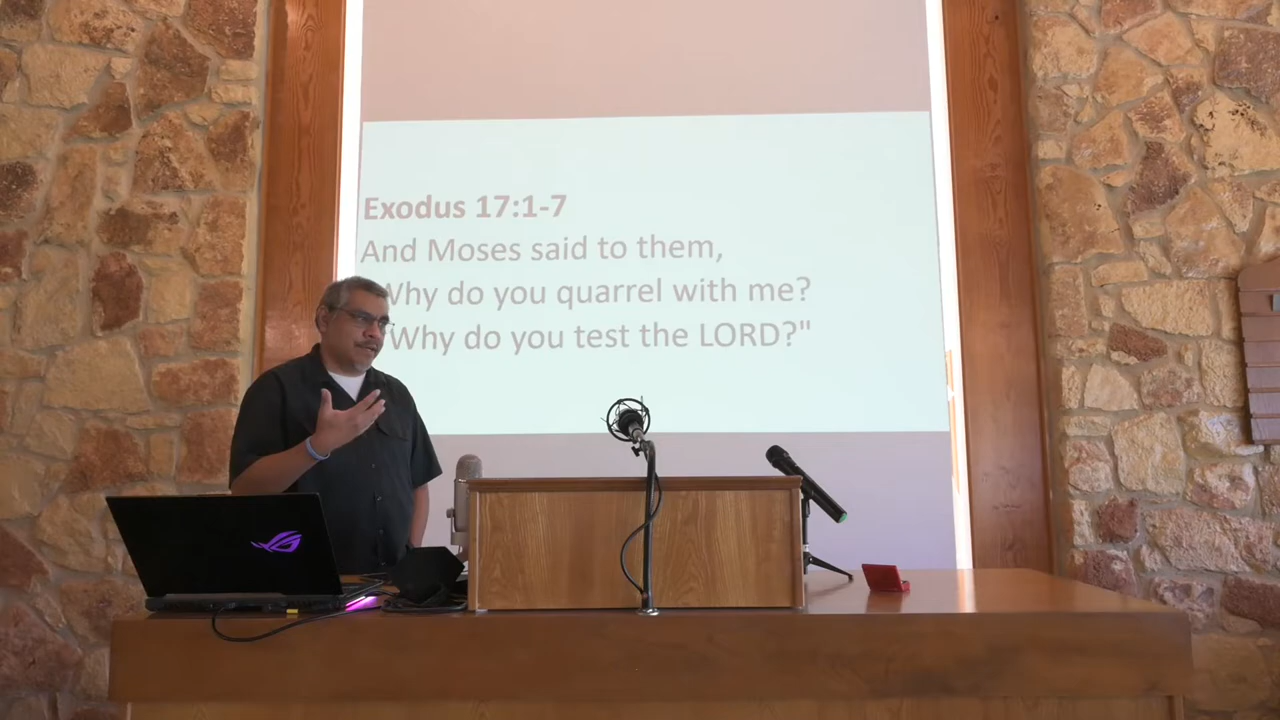 Exodus 17:1-7
And Moses said to them,
Why do you quarrel with me?
"Why do you test the LORD?"